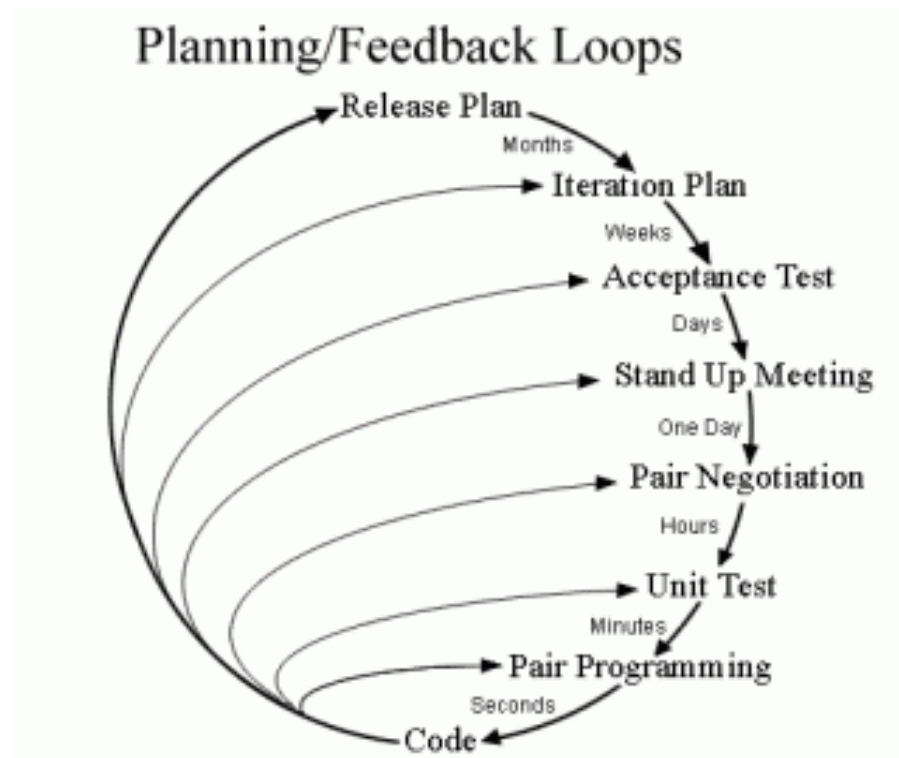 Planning/Feedback Loops
Release Plan
Months
Iteration Plan
Weeks
Acceptance Test
Days
Stand Up Meeting
One Day
Pair Negotiation
Hours
Unit Test
Minutes
Pair Programming
Seconds
Code